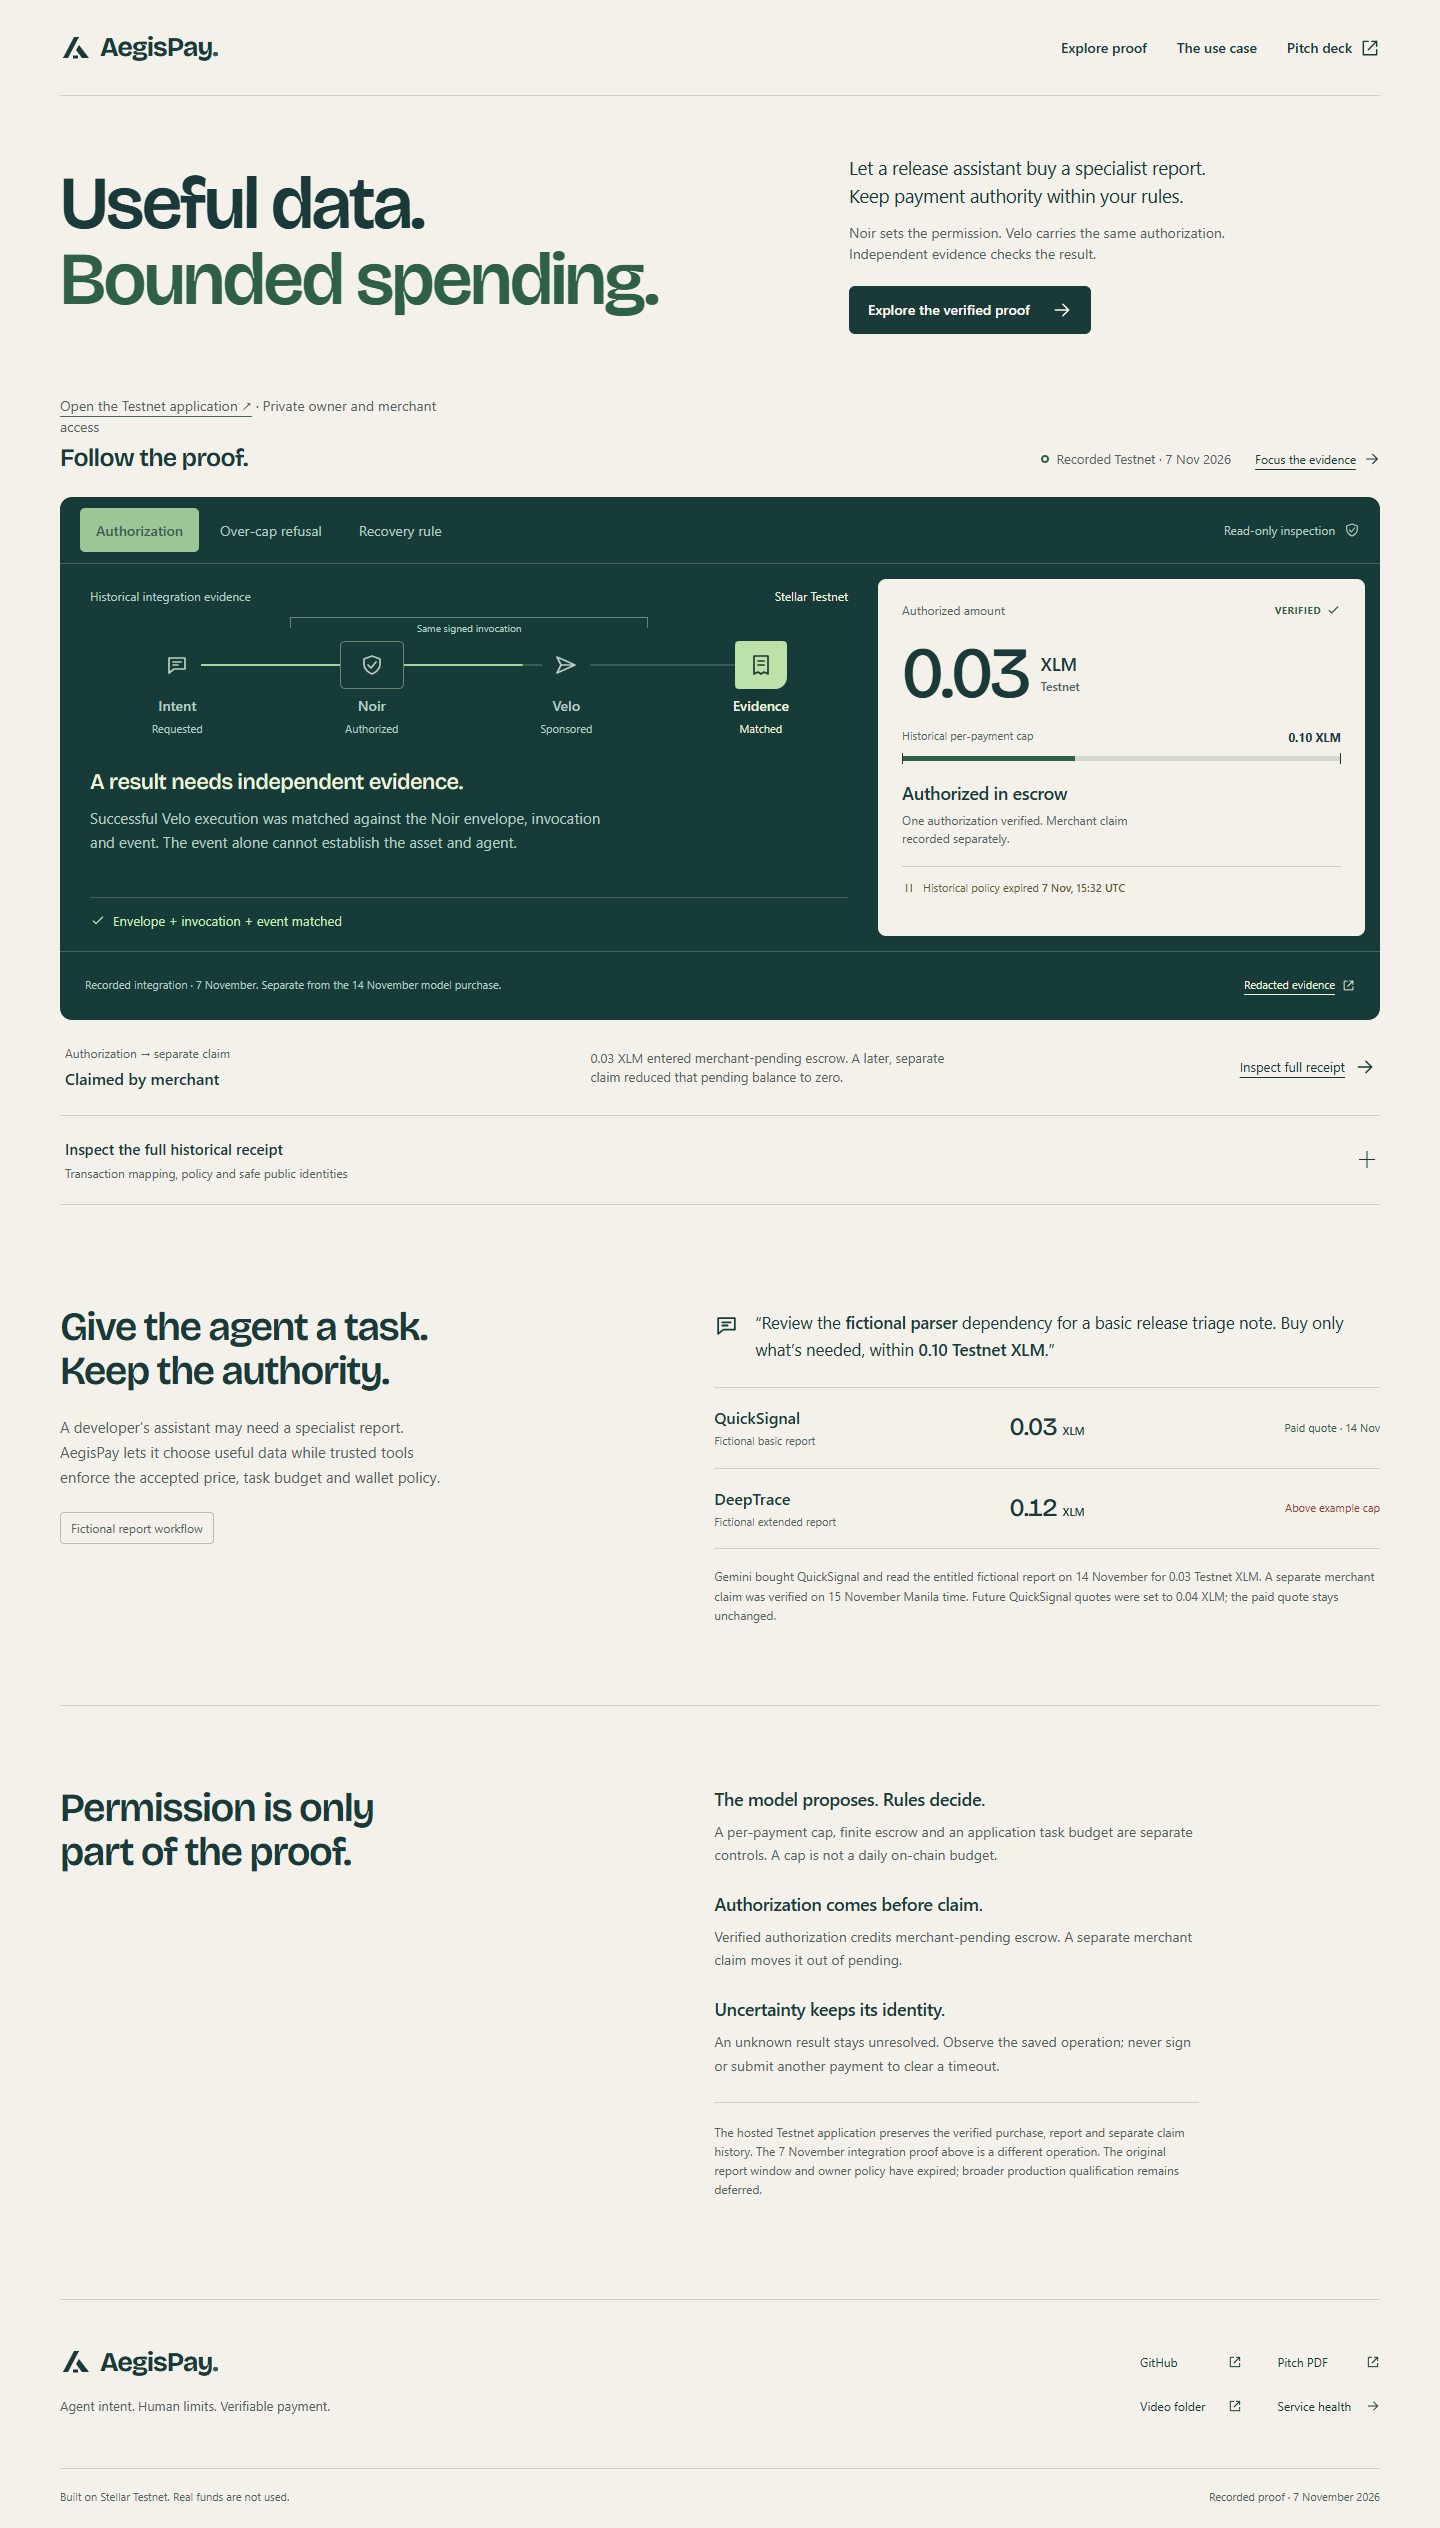 AegisPay.
Explore proof
The use case
Pitch deck
Useful data.
Bounded spending.
Let a release assistant buy a specialist report.
Keep payment authority within your rules.
Noir sets the permission. Velo carries the same authorization.
Independent evidence checks the result.
Explore the verified proof →
Open the Testnet application ↗ · Private owner and merchant
access
Follow the proof.
Recorded Testnet · 7 Nov 2026
Focus the evidence →
Authorization
Over-cap refusal
Recovery rule
Read-only inspection
Historical integration evidence
Stellar Testnet
Same signed invocation
Intent
Requested
Noir
Authorized
Velo
Sponsored
Evidence
Matched
A result needs independent evidence.
Successful Velo execution was matched against the Noir envelope, invocation
and event. The event alone cannot establish the asset and agent.
Envelope + invocation + event matched
Authorized amount
VERIFIED
0.03 XLM
Testnet
Historical per-payment cap
0.10 XLM
Authorized in escrow
One authorization verified. Merchant claim
recorded separately.
Historical policy expired 7 Nov, 15:32 UTC
Recorded integration · 7 November. Separate from the 14 November model purchase.
Redacted evidence
Authorization → separate claim
Claimed by merchant
0.03 XLM entered merchant-pending escrow. A later, separate
claim reduced that pending balance to zero.
Inspect full receipt →
Inspect the full historical receipt
Transaction mapping, policy and safe public identities
Give the agent a task.
Keep the authority.
A developer’s assistant may need a specialist report.
AegisPay lets it choose useful data while trusted tools
enforce the accepted price, task budget and wallet policy.
Fictional report workflow
“Review the fictional parser dependency for a basic release triage note. Buy only
what’s needed, within 0.10 Testnet XLM.”
QuickSignal
Fictional basic report
0.03 XLM
Paid quote · 14 Nov
DeepTrace
Fictional extended report
0.12 XLM
Above example cap
Gemini bought QuickSignal and read the entitled fictional report on 14 November for 0.03 Testnet XLM. A separate merchant
claim was verified on 15 November Manila time. Future QuickSignal quotes were set to 0.04 XLM; the paid quote stays
unchanged.
Permission is only
part of the proof.
The model proposes. Rules decide.
A per-payment cap, finite escrow and an application task budget are separate
controls. A cap is not a daily on-chain budget.
Authorization comes before claim.
Verified authorization credits merchant-pending escrow. A separate merchant
claim moves it out of pending.
Uncertainty keeps its identity.
An unknown result stays unresolved. Observe the saved operation; never sign
or submit another payment to clear a timeout.
The hosted Testnet application preserves the verified purchase, report and separate claim
history. The 7 November integration proof above is a different operation. The original
report window and owner policy have expired; broader production qualification remains
deferred.
AegisPay.
Agent intent. Human limits. Verifiable payment.
GitHub
Pitch PDF
Video folder
Service health →
Built on Stellar Testnet. Real funds are not used.
Recorded proof · 7 November 2026